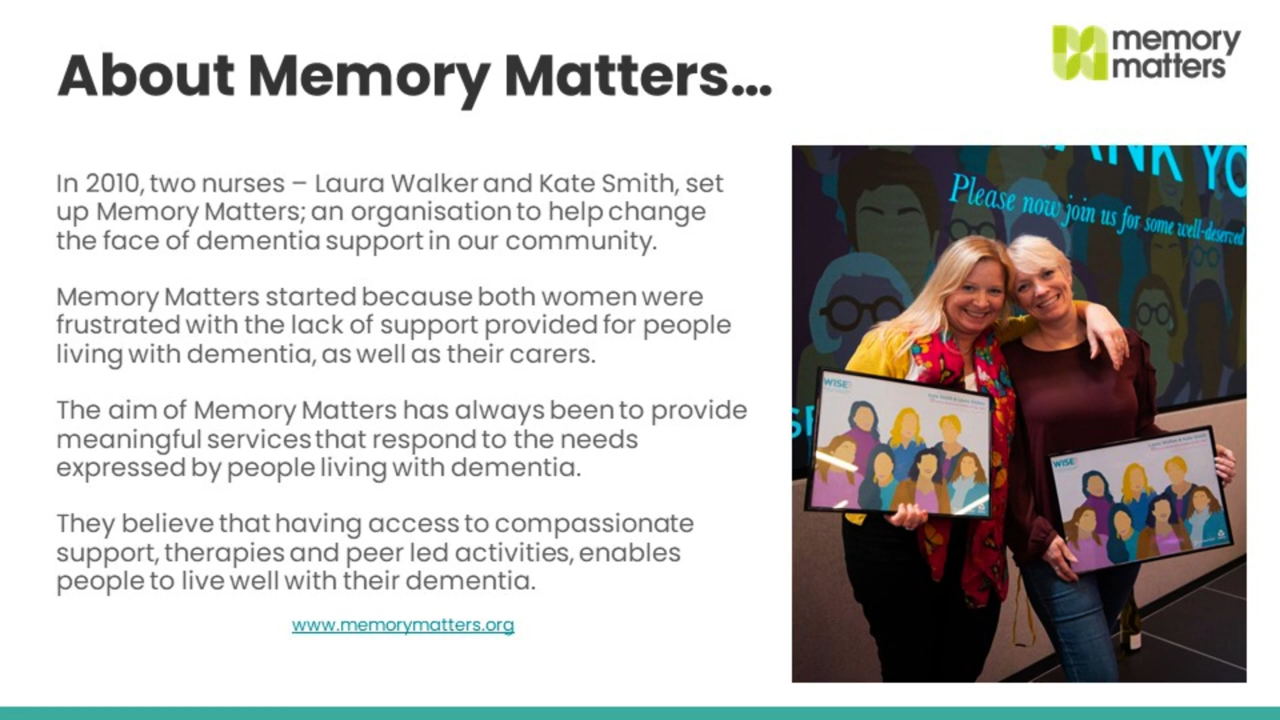 About Memory Matters...
memory
matters
In 2010, two nurses – Laura Walker and Kate Smith, set
up Memory Matters; an organisation to help change
the face of dementia support in our community.
Memory Matters started because both women were
frustrated with the lack of support provided for people
living with dementia, as well as their carers.
The aim of Memory Matters has always been to provide
meaningful services that respond to the needs
expressed by people living with dementia.
They believe that having access to compassionate
support, therapies and peer led activities, enables
people to live well with their dementia.
www.memorymatters.org
Please now join us for some well-deserved
WISE
WISE